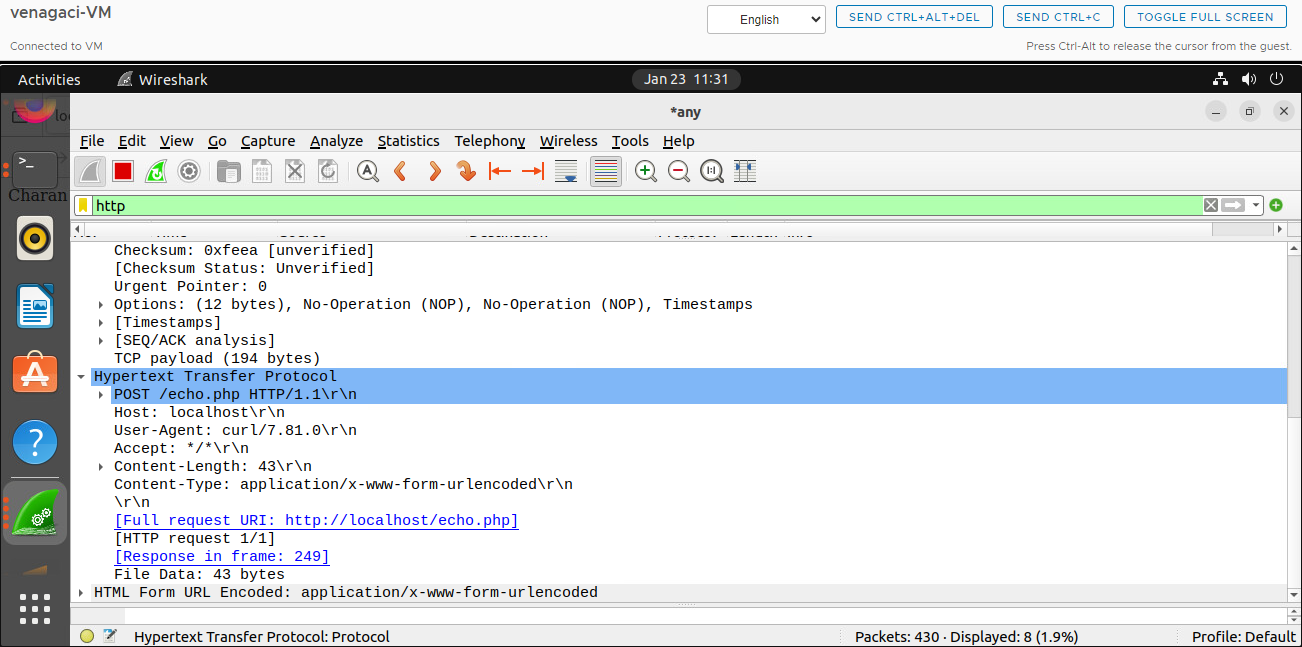 venagaci-VM
English
SEND CTRL+ALT+DEL
SEND CTRL+C
TOGGLE FULL SCREEN
Connected to VM
Press Ctrl-Alt to release the cursor from the guest.
Activities
Wireshark
Jan 23 11:31
*any
File Edit View Go Capture Analyze Statistics Telephony Wireless Tools Help
Charan
http
Checksum: 0xfeea [unverified]
[Checksum Status: Unverified]
Urgent Pointer: 0
Options: (12 bytes), No-Operation (NOP), No-Operation (NOP), Timestamps
[Timestamps]
[SEQ/ACK analysis]
TCP payload (194 bytes)
Hypertext Transfer Protocol
POST /echo.php HTTP/1.1\r\n
Host: localhost\r\n
User-Agent: curl/7.81.0\r\n
Accept: */*\r\n
Content-Length: 43\r\n
Content-Type: application/x-www-form-urlencoded\r\n
\r\n
[Full request URI: http://localhost/echo.php]
[HTTP request 1/1]
[Response in frame: 249]
File Data: 43 bytes
HTML Form URL Encoded: application/x-www-form-urlencoded
Hypertext Transfer Protocol: Protocol
Packets: 430 · Displayed: 8 (1.9%)
Profile: Default